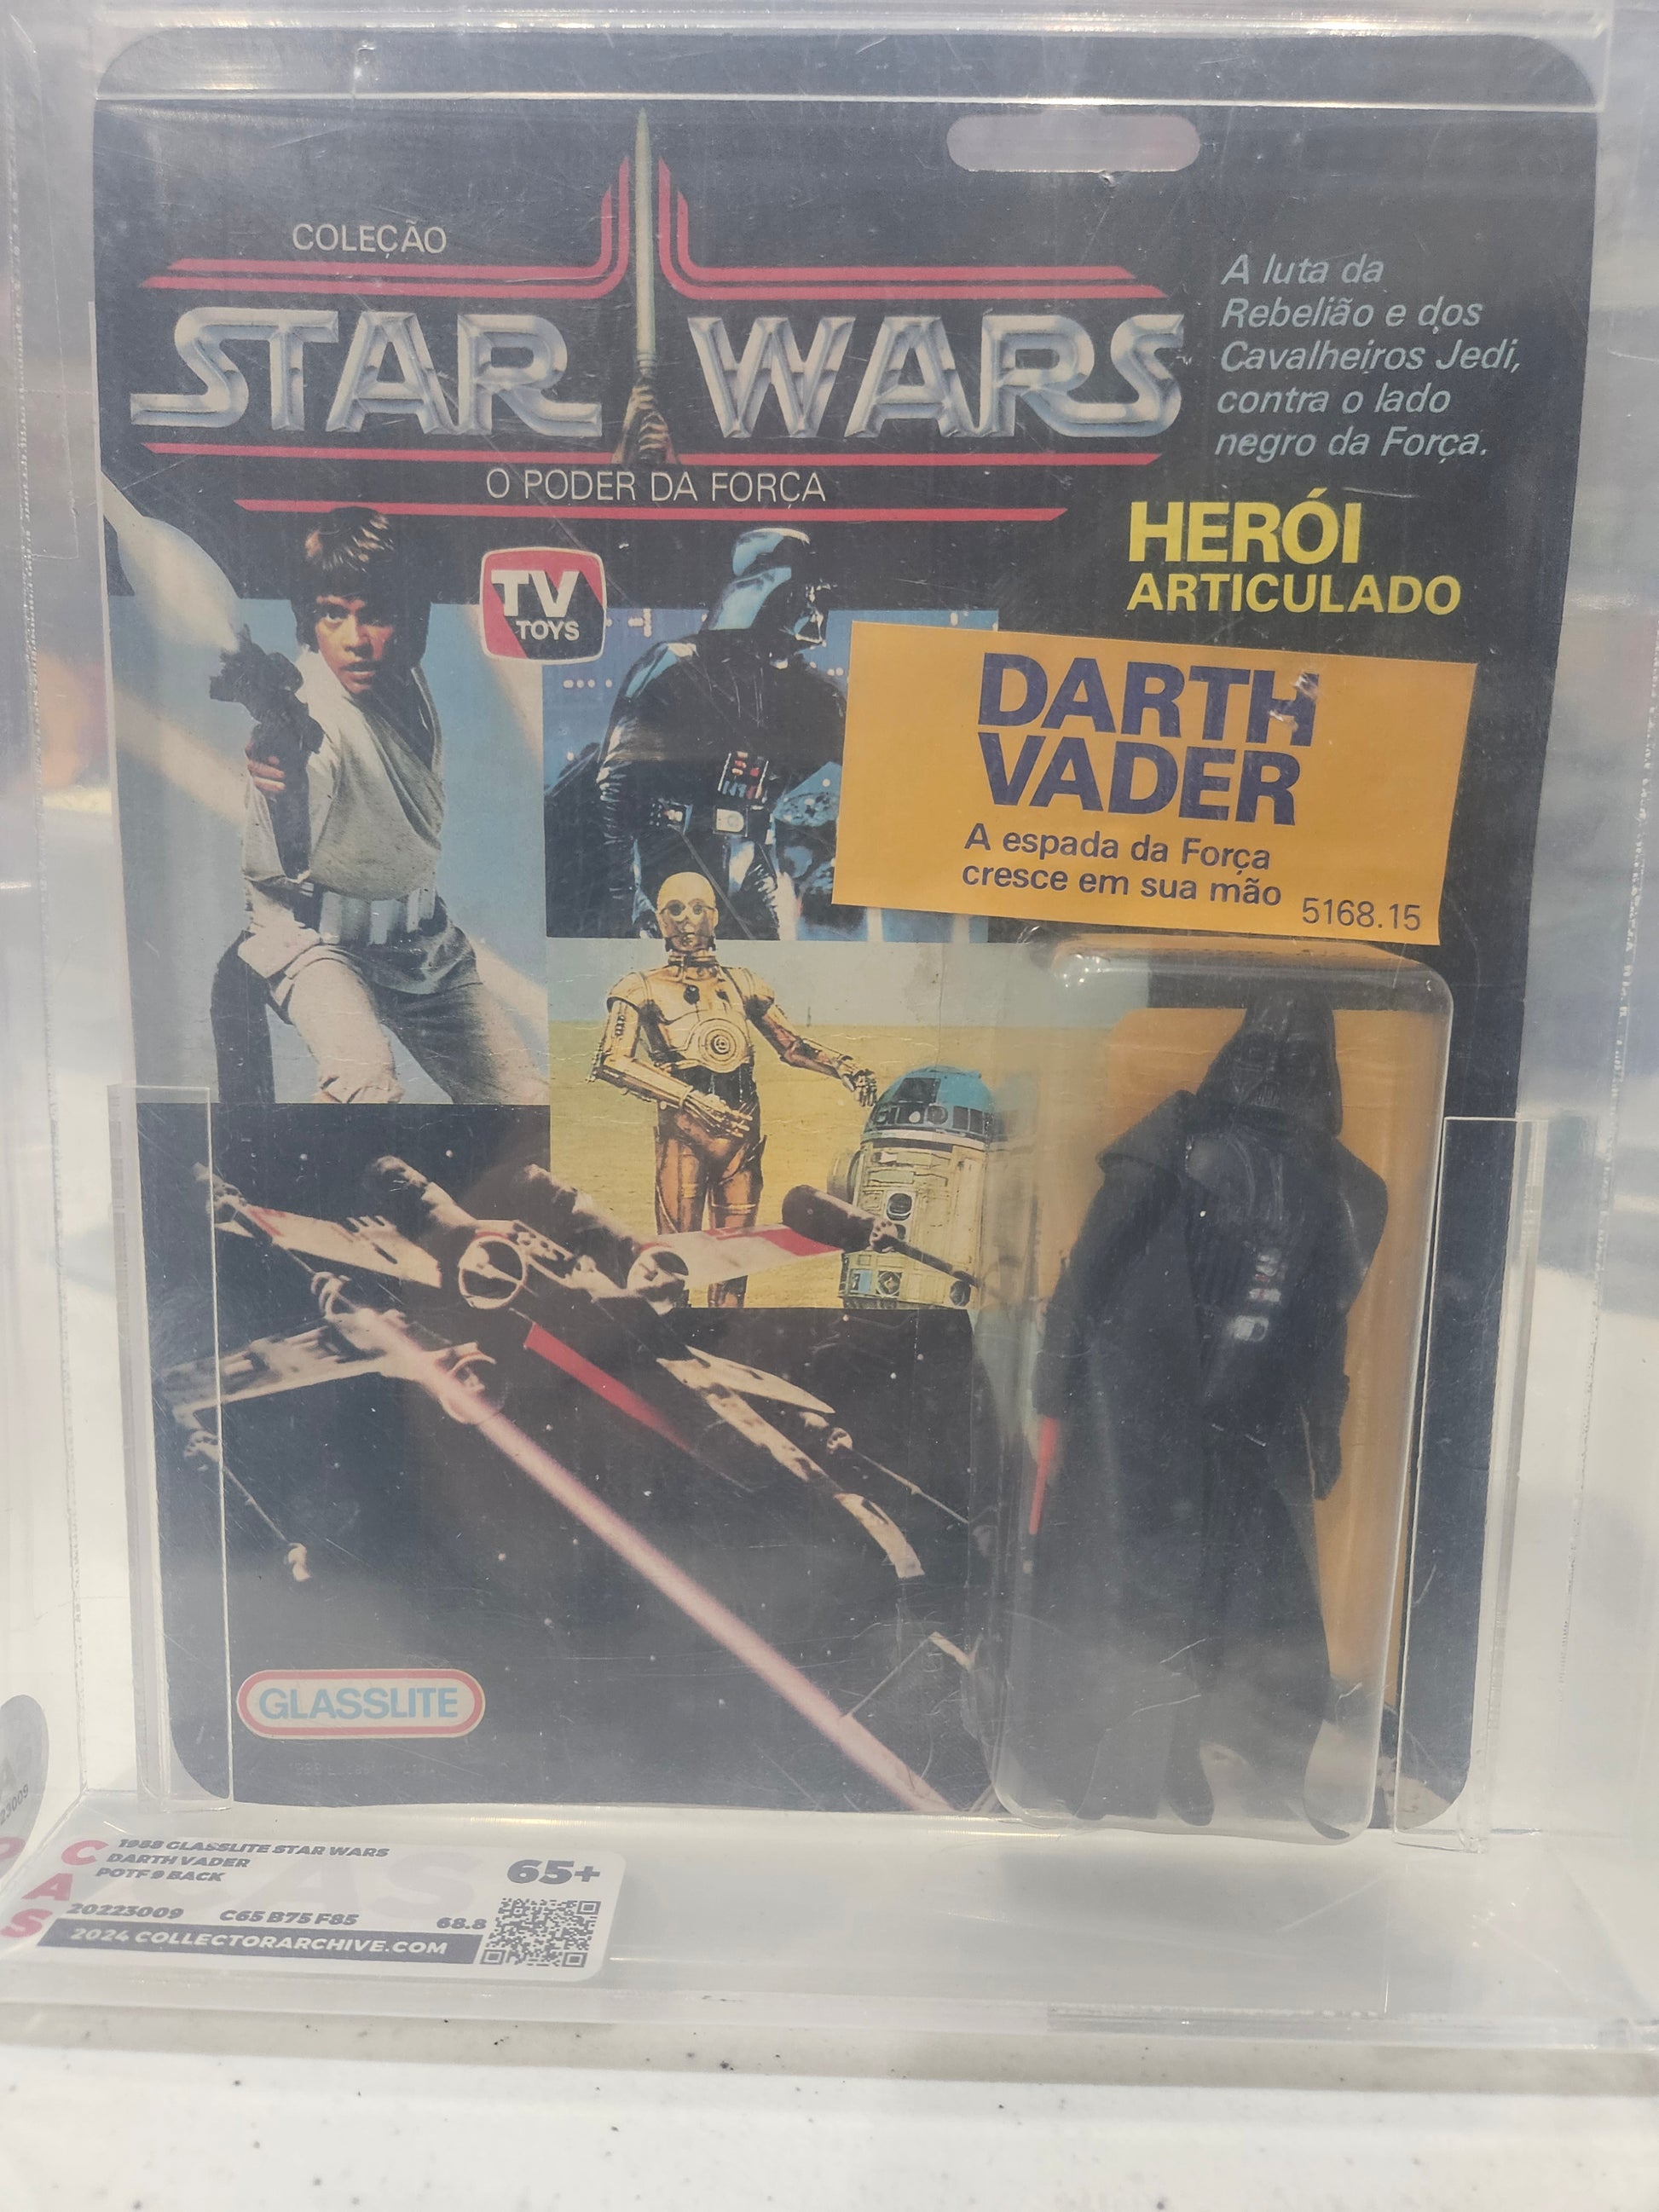 COLEÇÃO
STAR WARS
O PODER DA FORCA
A luta da
Rebelião e dos
Cavalheiros Jedi,
contra o lado
negro da Força.
HERÓI
ARTICULADO
TV
TOYS
DARTH
VADER
A espada da Força
cresce em sua mão
5168.15
GLASSLITE
CAS
1988 GLASSLITE STAR WARS
DARTH VADER
POTF 9 BACK
65+
20223009 C65 B75 F85 68.8
2024 COLLECTORARCHIVE.COM